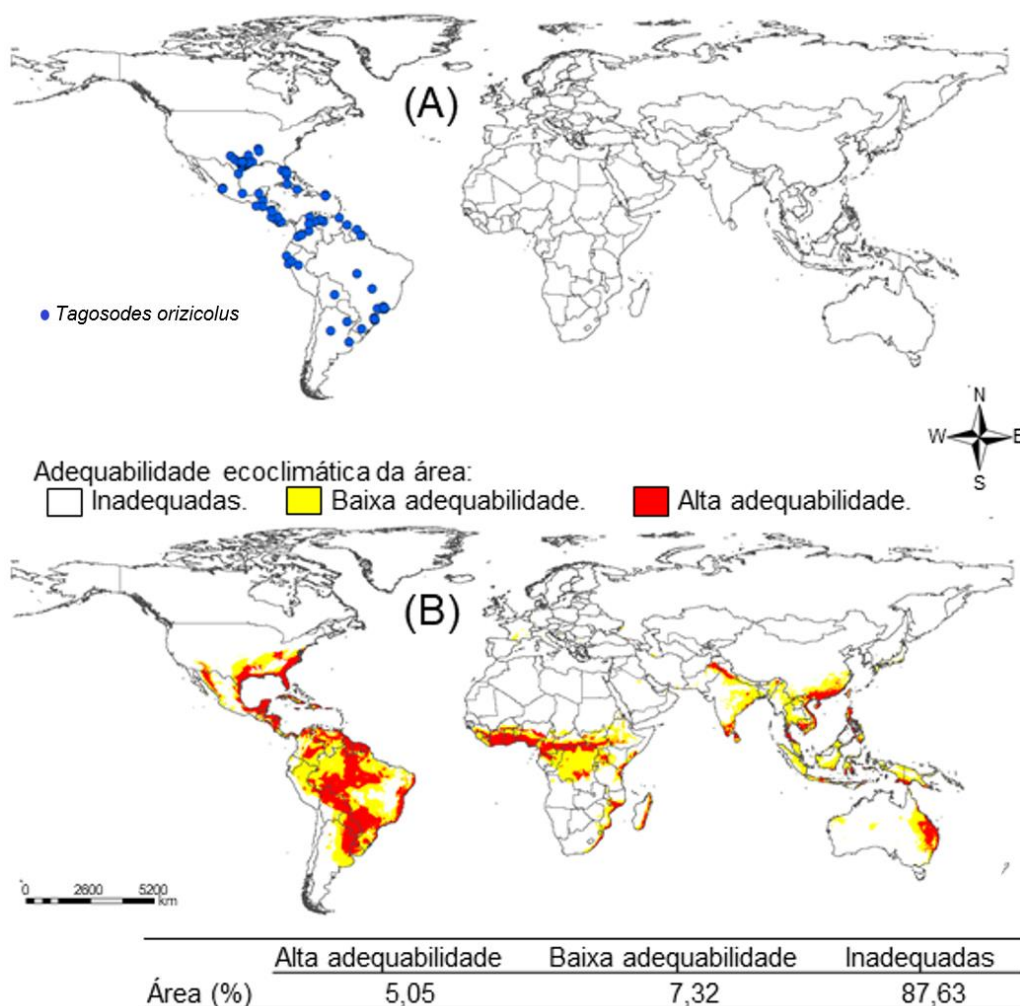 (A)
Tagosodes orizicolus
N
W E
S
Adequabilidade ecoclimática da área:
Inadequadas. Baixa adequabilidade. Alta adequabilidade.
(B)
0 2600 5200
km
Alta adequabilidade Baixa adequabilidade Inadequadas
Área (%) 5,05 7,32 87,63